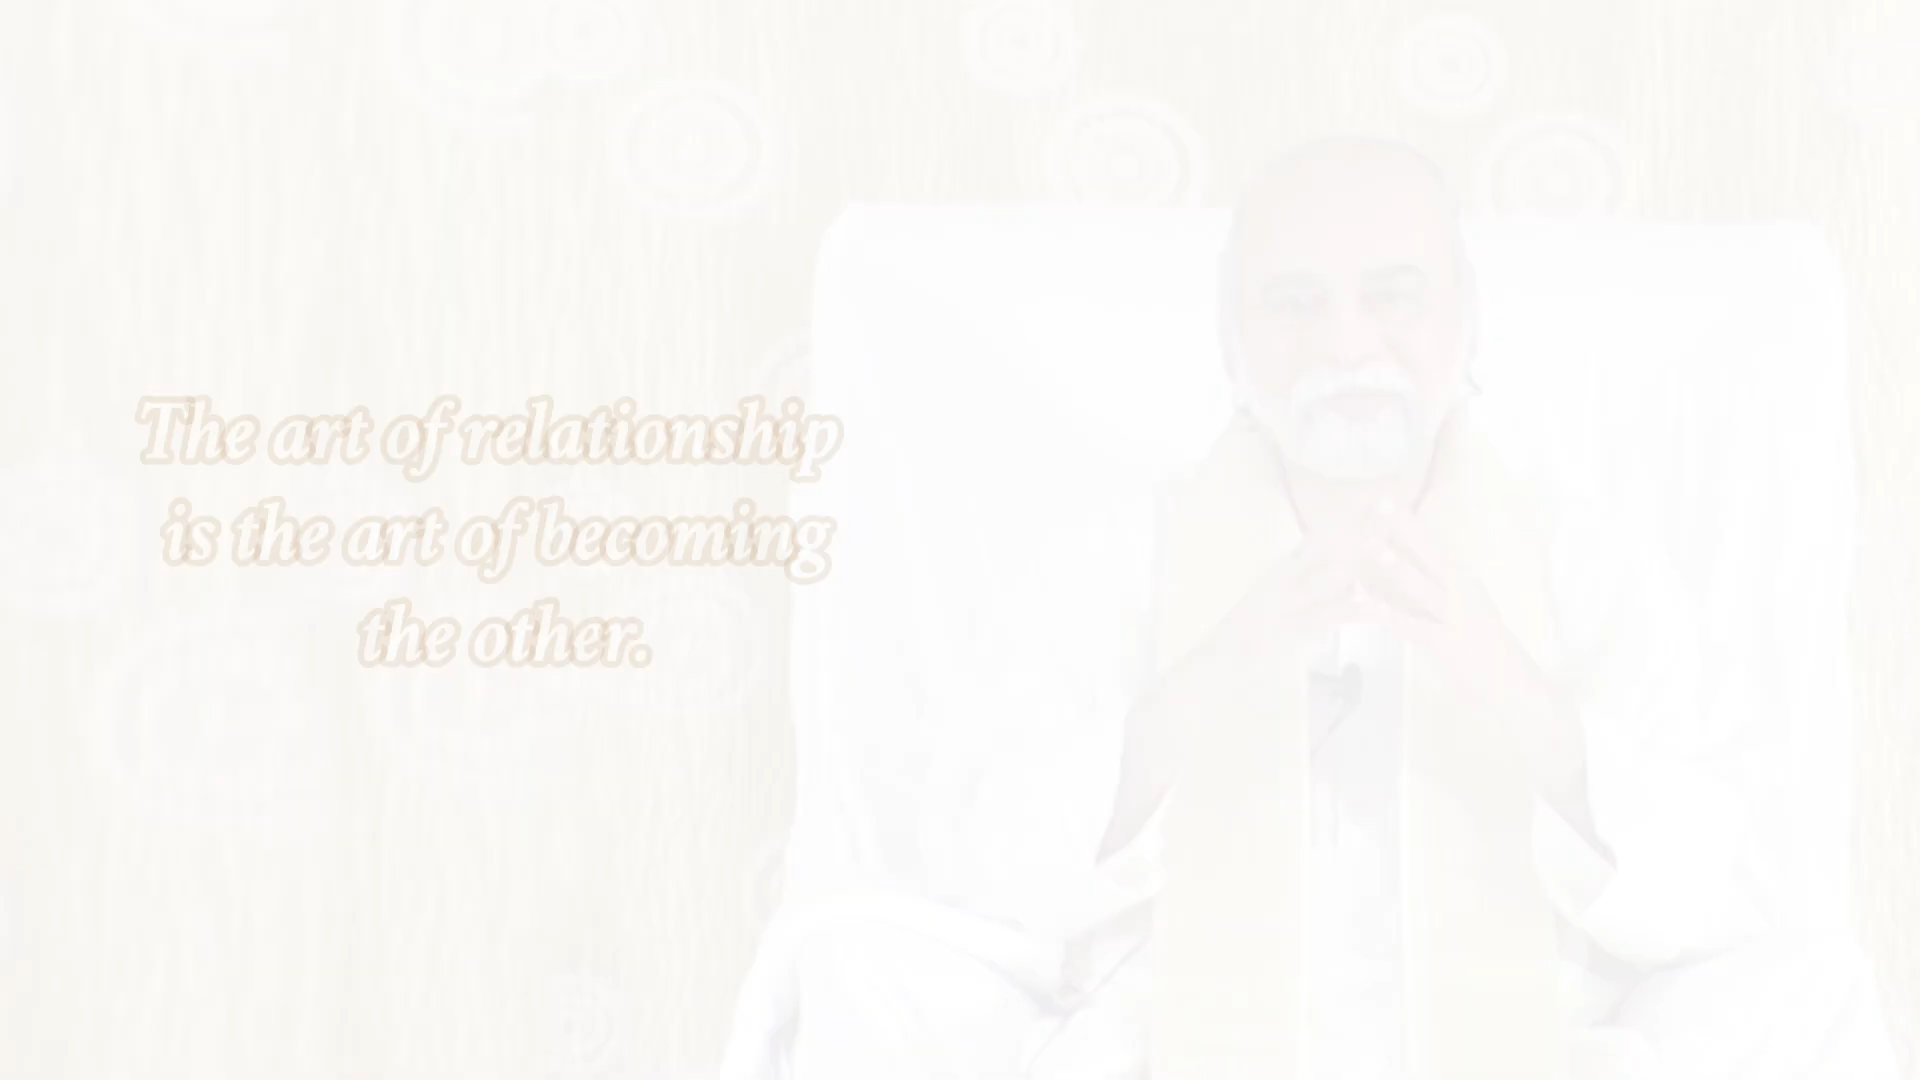 The art of relationship
is the art of becoming
the other.